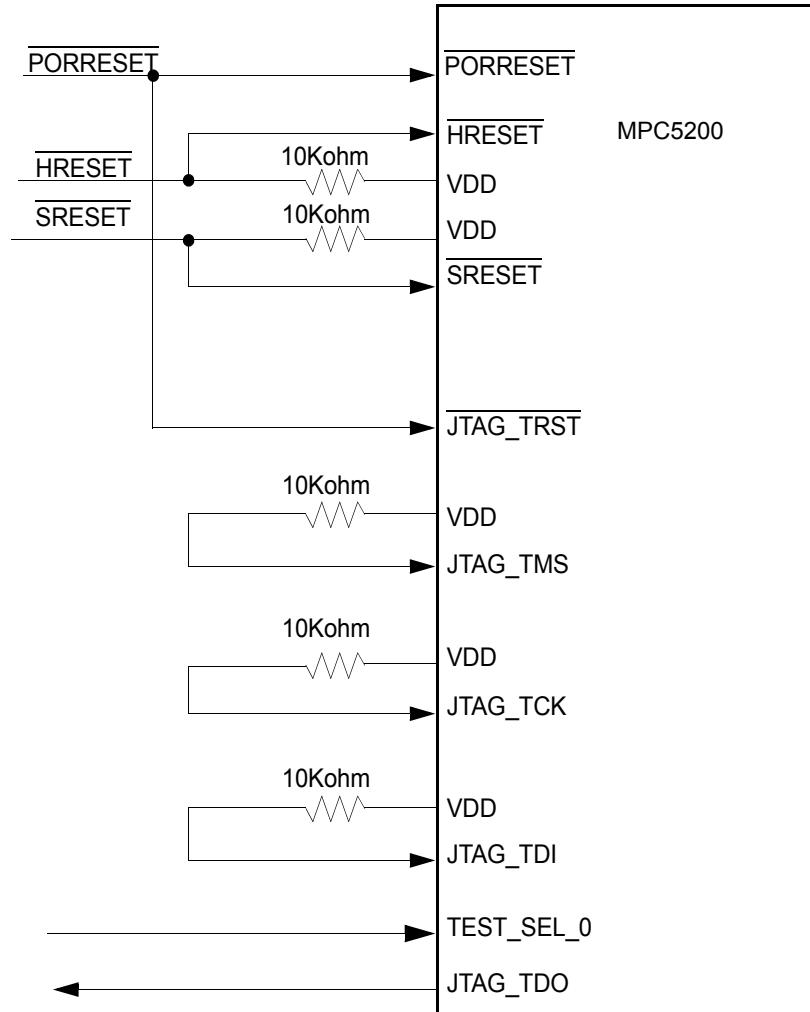 PORRESET
PORRESET
HRESET
MPC5200
10Kohm
HRESET
VDD
10Kohm
SRESET
VDD
SRESET
JTAG_TRST
10Kohm
VDD
JTAG_TMS
10Kohm
VDD
JTAG_TCK
10Kohm
VDD
JTAG_TDI
TEST_SEL_0
JTAG_TDO